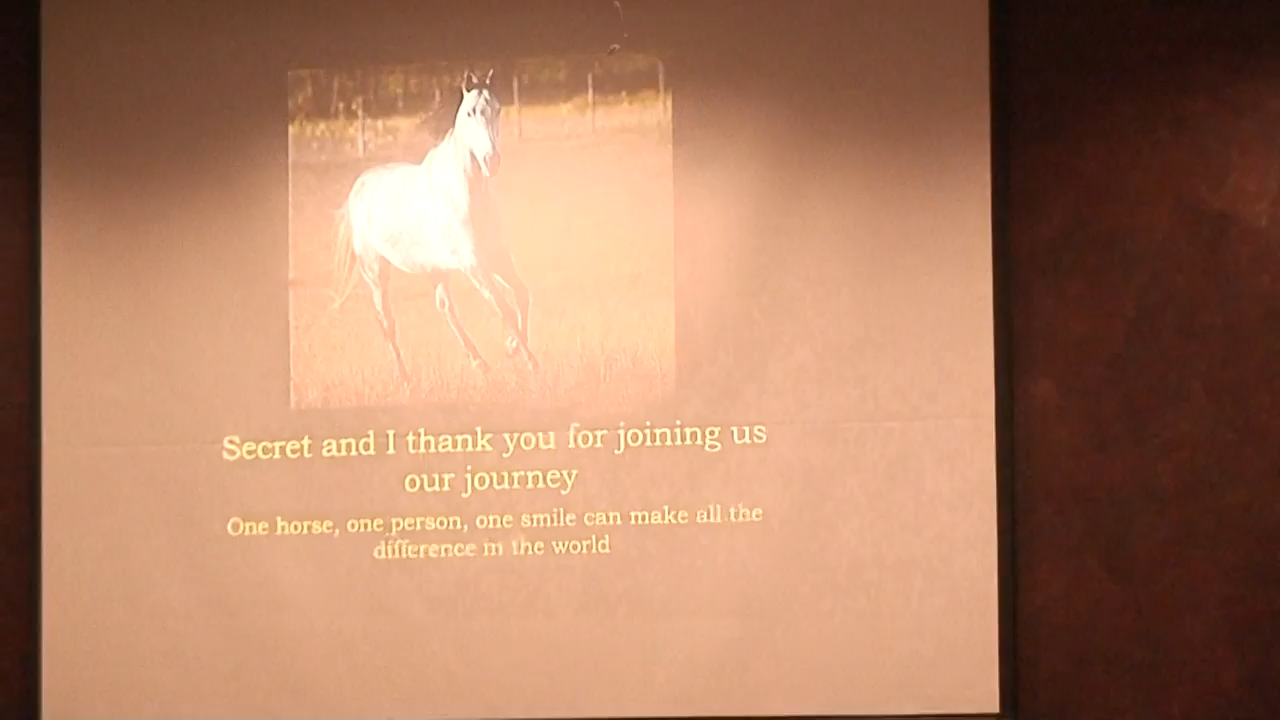 Secret and I thank you for joining us
our journey
One horse, one person, one smile can make all the
difference in the world